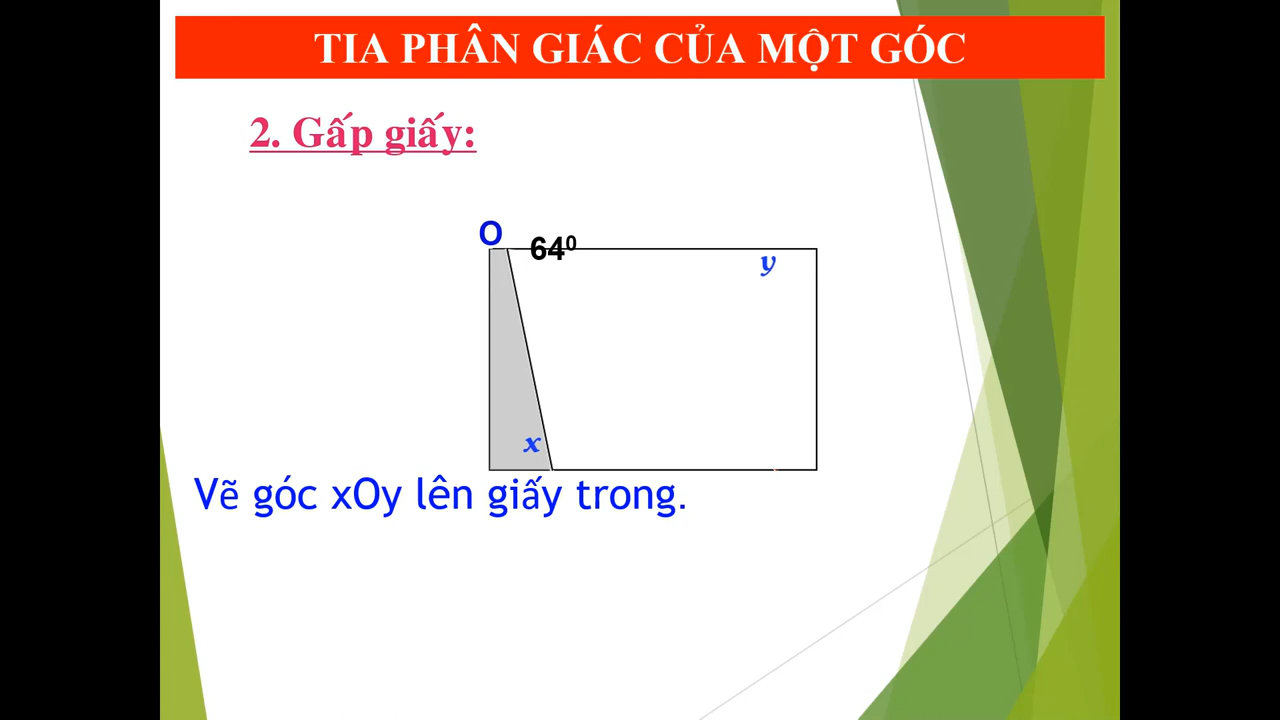 TIA PHÂN GIÁC CỦA MỘT GÓC
2. Gấp giấy:
O
64⁰
y
x
Vẽ góc xOy lên giấy trong.